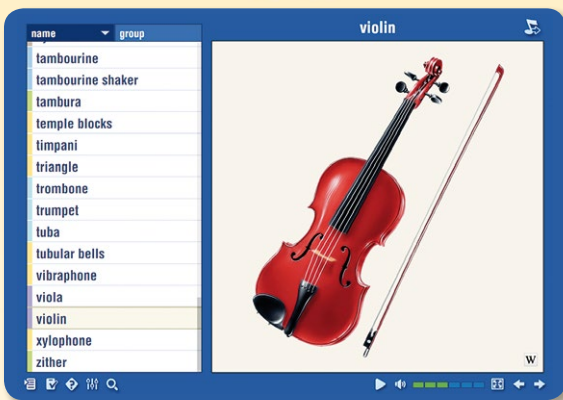 name
group
violin
tambourine
tambourine shaker
tambura
temple blocks
timpani
triangle
trombone
trumpet
tuba
tubular bells
vibraphone
viola
violin
xylophone
zither
W